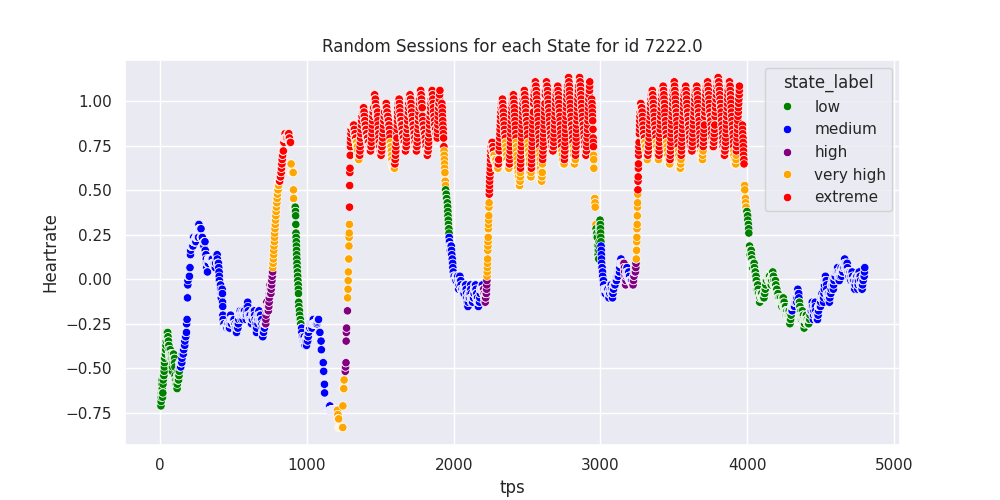 Random Sessions for each State for id 7222.0
Heartrate
1.00
0.75
0.50
0.25
0.00
−0.25
−0.50
−0.75
state_label
low
medium
high
very high
extreme
0 1000 2000 3000 4000 5000
tps